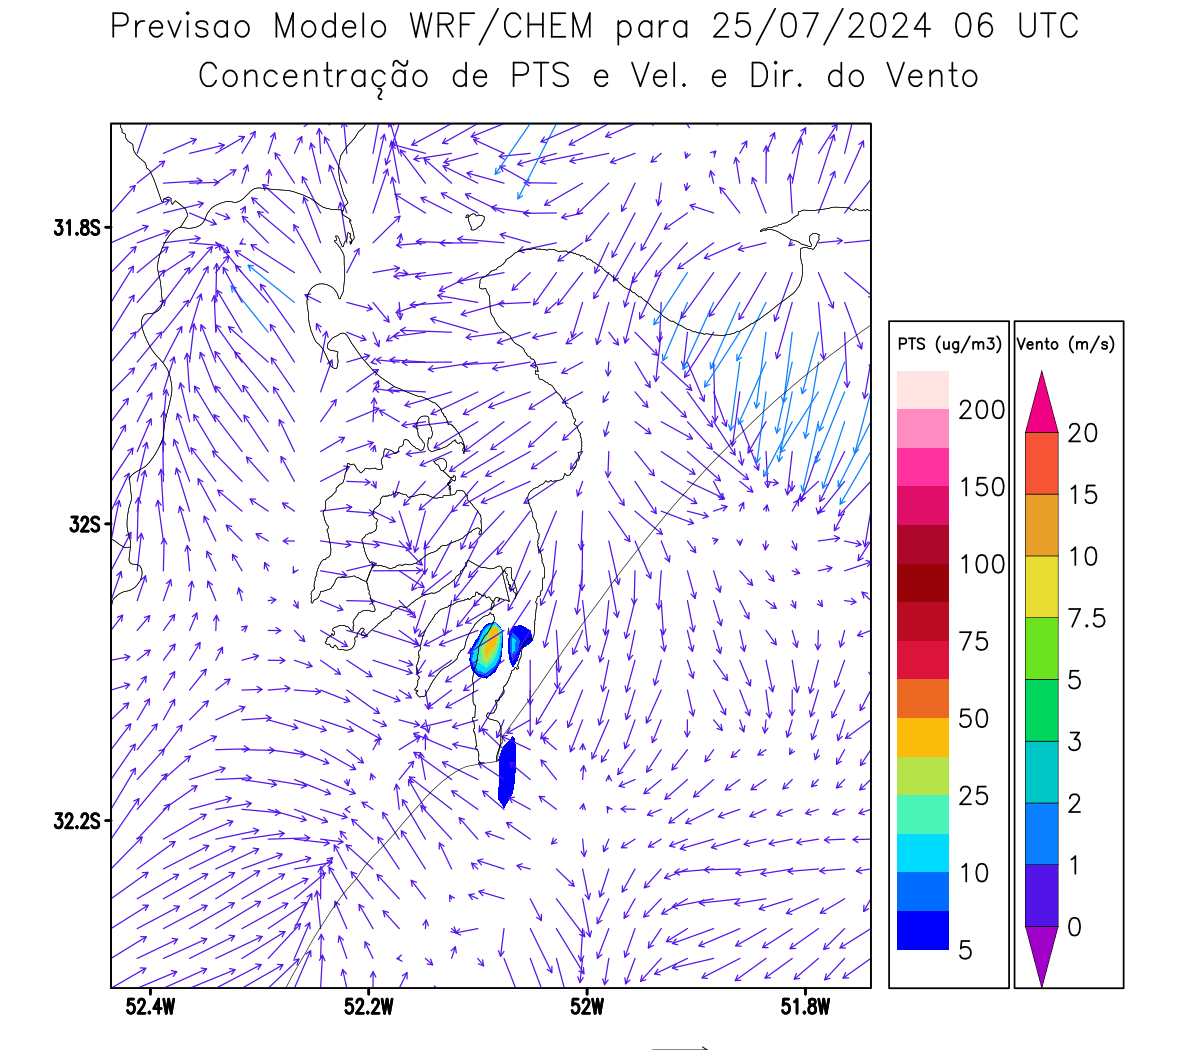 Previsao Modelo WRF/CHEM para 25/07/2024 06 UTC
Concentração de PTS e Vel. e Dir. do Vento
31.8S
32S
32.2S
52.4W
52.2W
52W
51.8W
PTS (ug/m3)
200
150
100
75
50
25
10
5
Vento (m/s)
20
15
10
7.5
5
3
2
1
0